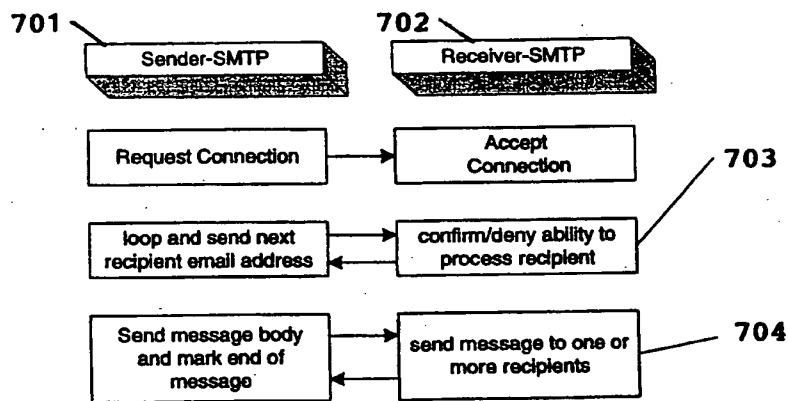 701
702
Sender-SMTP
Receiver-SMTP
Request Connection
Accept
Connection
703
loop and send next
recipient email address
confirm/deny ability to
process recipient
Send message body
and mark end of
message
send message to one or
more recipients
704